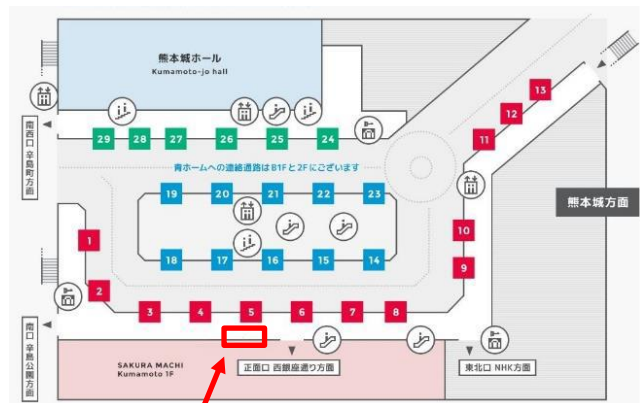 熊本城ホール
Kumamoto-jo hall
13
12
11
29
28
27
26
25
24
南西口 辛島町方面
青ホームへの連絡通路はB1Fと2Fにございます
19
20
21
22
23
熊本城方面
1
10
18
17
16
15
14
9
2
3
4
5
6
7
8
南口 辛島公園方面
SAKURA MACHI
Kumamoto 1F
正面口 西銀座通り方面
東北口 NHK方面